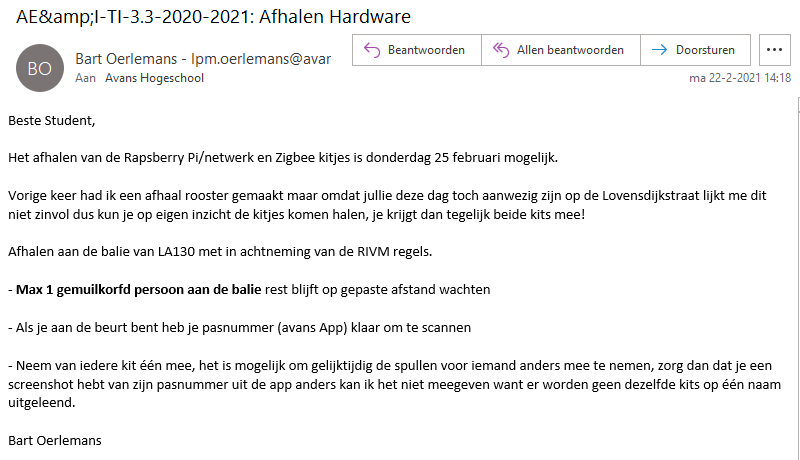 AE&amp;I-TI-3.3-2020-2021: Afhalen Hardware
BO
Bart Oerlemans - lpm.oerlemans@avar
Aan Avans Hogeschool
Beantwoorden
Allen beantwoorden
Doorsturen
...
ma 22-2-2021 14:18
Beste Student,
Het afhalen van de Rapsberry Pi/netwerk en Zigbee kitjes is donderdag 25 februari mogelijk.
Vorige keer had ik een afhaal rooster gemaakt maar omdat jullie deze dag toch aanwezig zijn op de Lovensdijkstraat lijkt me dit
niet zinvol dus kun je op eigen inzicht de kitjes komen halen, je krijgt dan tegelijk beide kits mee!
Afhalen aan de balie van LA130 met in achtneming van de RIVM regels.
- Max 1 gemuilkorfd persoon aan de balie rest blijft op gepaste afstand wachten
- Als je aan de beurt bent heb je pasnummer (avans App) klaar om te scannen
- Neem van iedere kit één mee, het is mogelijk om gelijktijdig de spullen voor iemand anders mee te nemen, zorg dan dat je een
screenshot hebt van zijn pasnummer uit de app anders kan ik het niet meegeven want er worden geen dezelfde kits op één naam
uitgeleend.
Bart Oerlemans